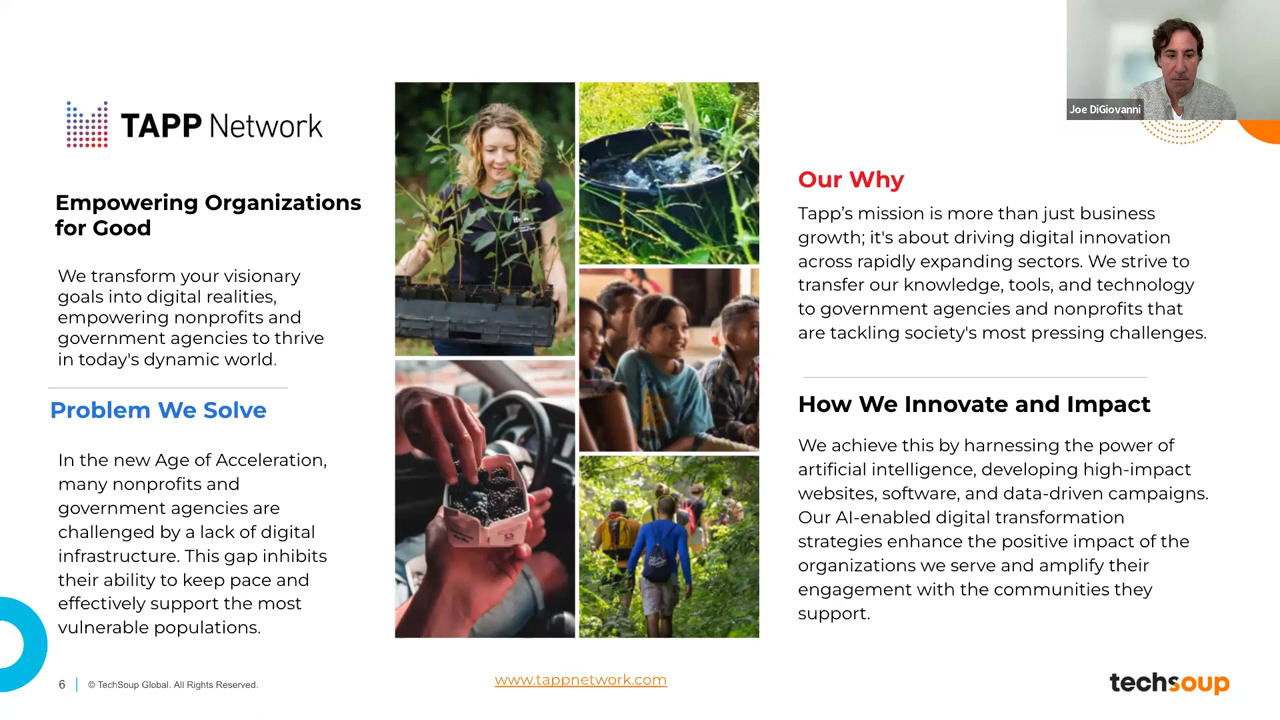 TAPP Network
Empowering Organizations
for Good
We transform your visionary
goals into digital realities,
empowering nonprofits and
government agencies to thrive
in today's dynamic world.
Problem We Solve
In the new Age of Acceleration,
many nonprofits and
government agencies are
challenged by a lack of digital
infrastructure. This gap inhibits
their ability to keep pace and
effectively support the most
vulnerable populations.
Joe DiGiovanni
Our Why
Tapp’s mission is more than just business
growth; it's about driving digital innovation
across rapidly expanding sectors. We strive to
transfer our knowledge, tools, and technology
to government agencies and nonprofits that
are tackling society's most pressing challenges.
How We Innovate and Impact
We achieve this by harnessing the power of
artificial intelligence, developing high-impact
websites, software, and data-driven campaigns.
Our AI-enabled digital transformation
strategies enhance the positive impact of the
organizations we serve and amplify their
engagement with the communities they
support.
6
© TechSoup Global. All Rights Reserved.
www.tappnetwork.com
techsoup